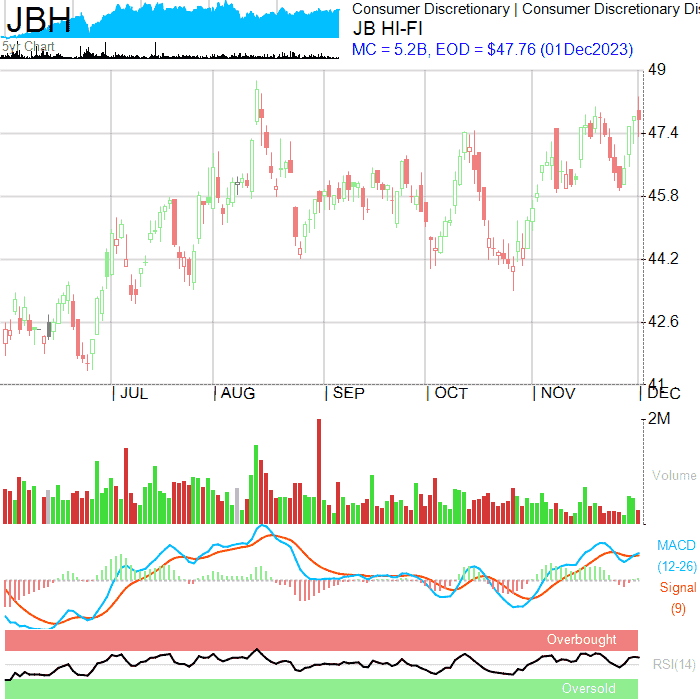 JBH
5yr Chart
Consumer Discretionary | Consumer Discretionary Dis
JB HI-FI
MC = 5.2B, EOD = $47.76 (01Dec2023)
49
47.4
45.8
44.2
42.6
41
| JUL | AUG | SEP | OCT | NOV | DEC
2M
Volume
MACD
(12-26)
Signal
(9)
Overbought
RSI(14)
Oversold